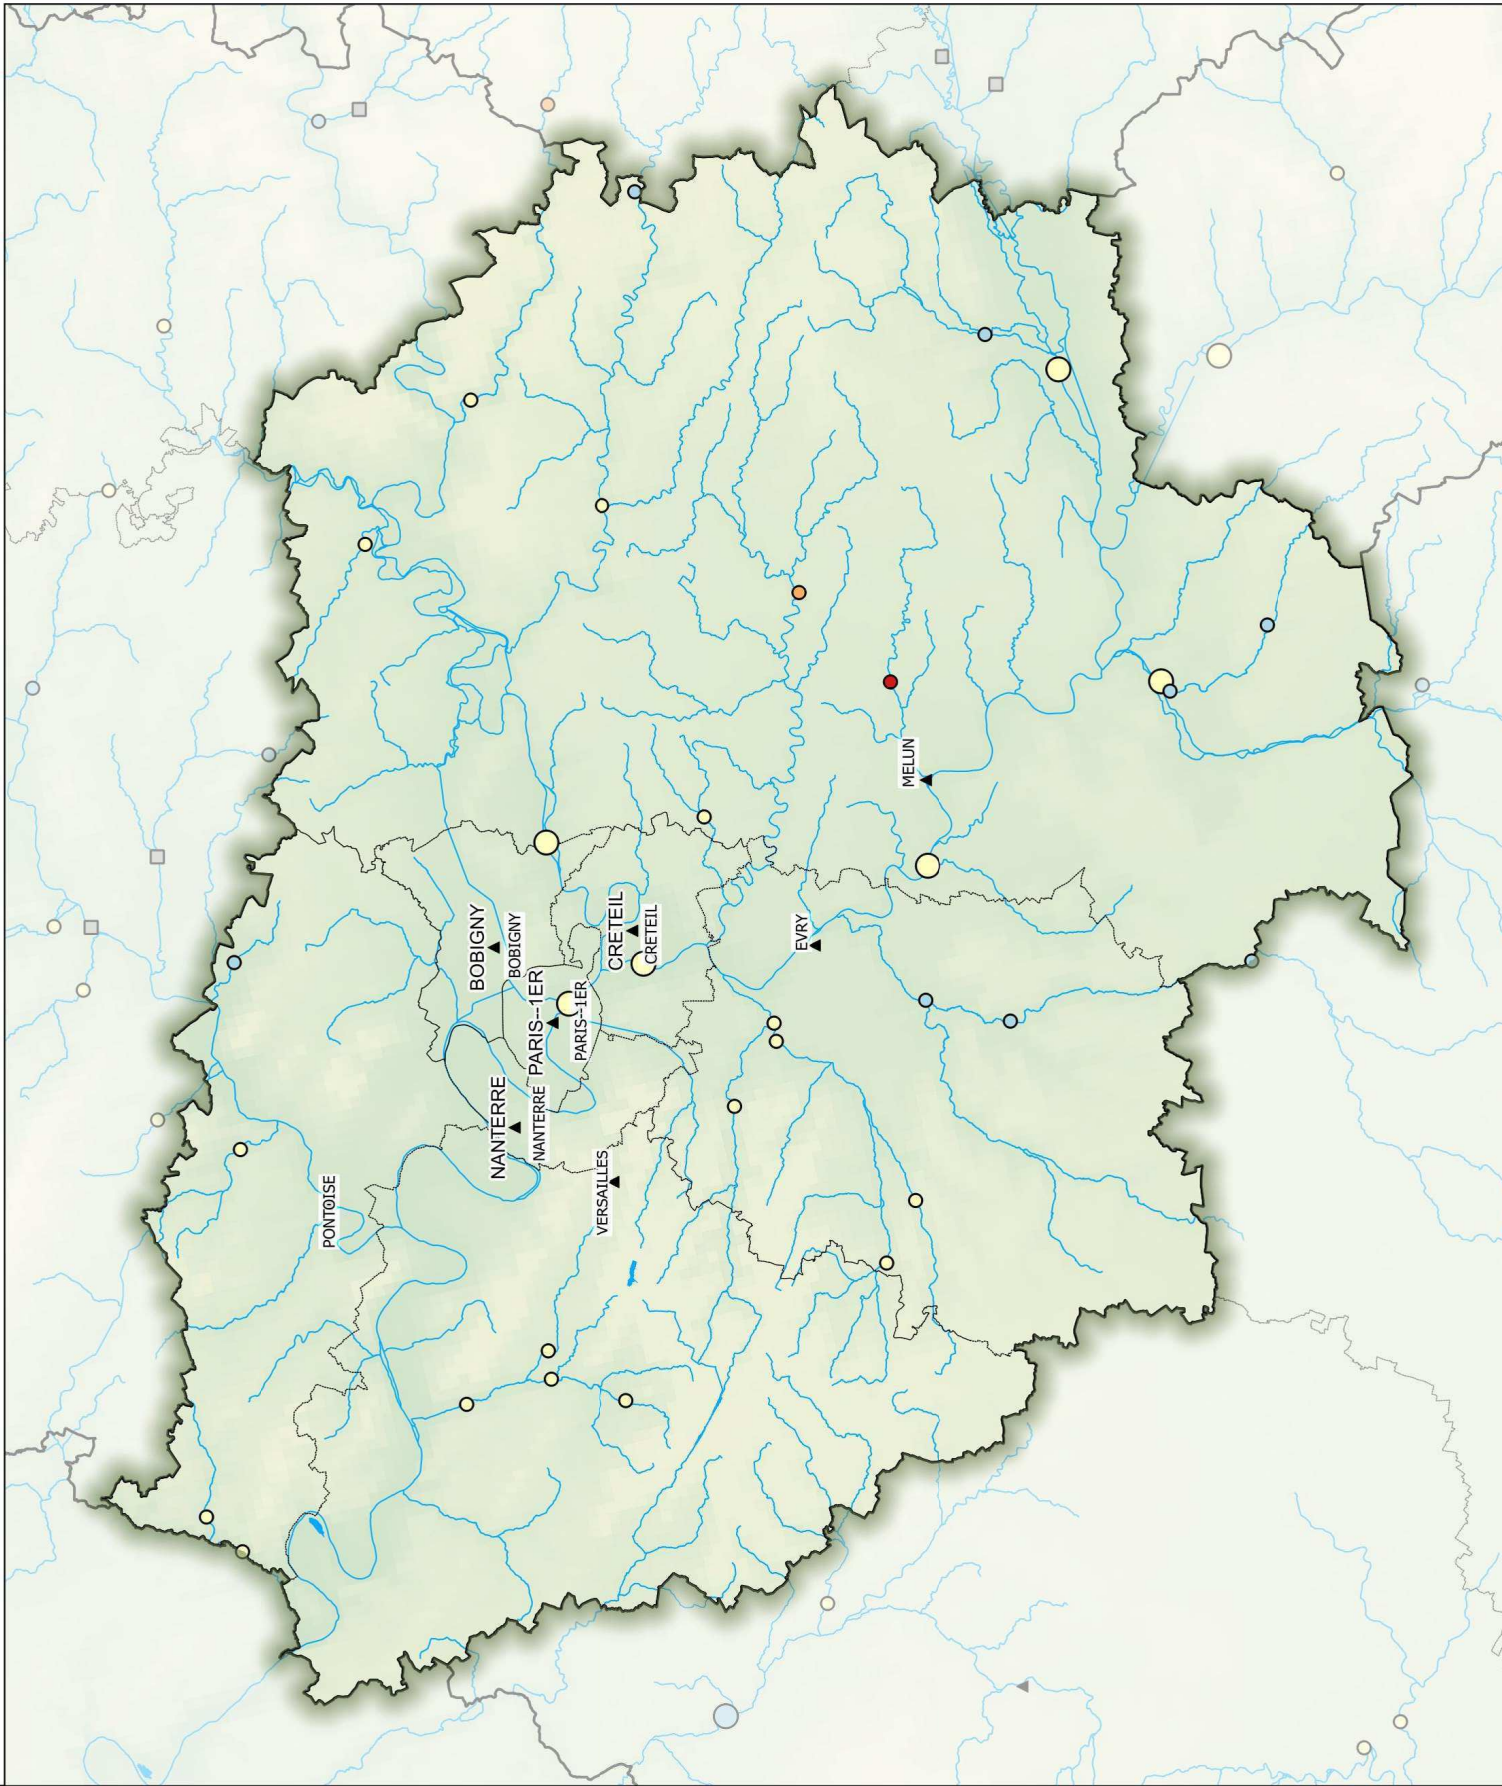 PONTOISE
NANTERRE
NANTERRE
VERSAILLES
PARIS--1ER
PARIS--1ER
BOBIGNY
BOBIGNY
CRETEIL
CRETEIL
EVRY
MELUN